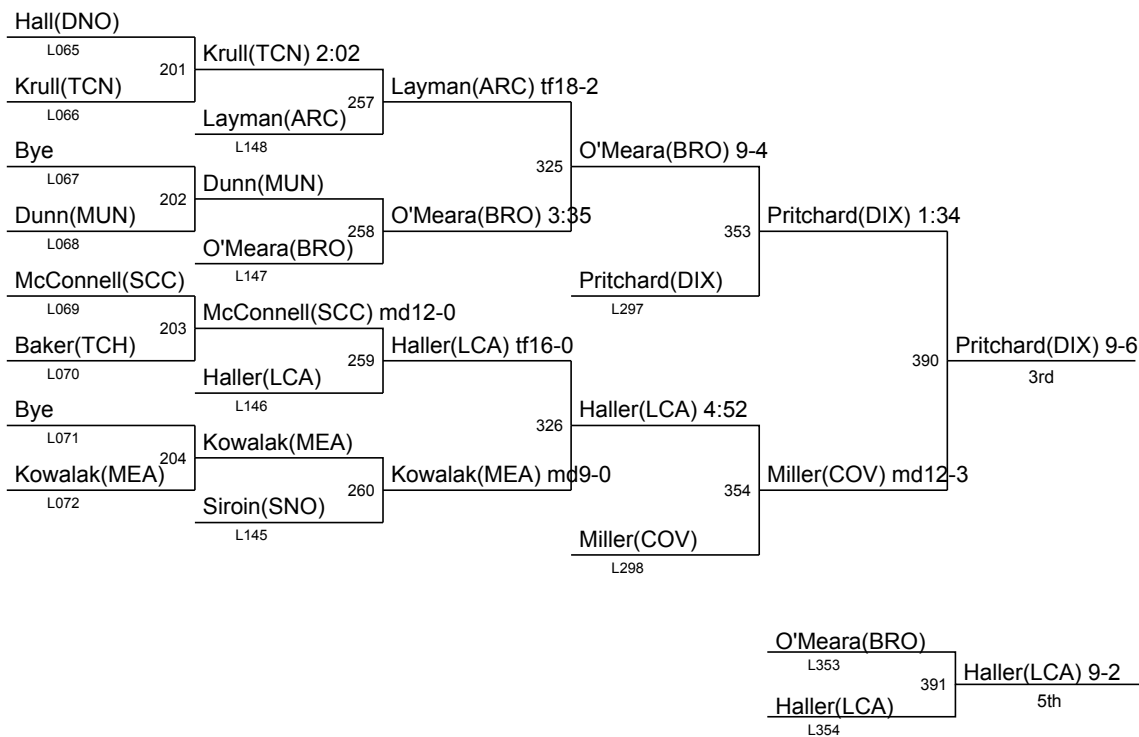 Hall(DNO)
L065
201
Krull(TCN) 2:02
Krull(TCN)
L066
257
Layman(ARC) tf18-2
Layman(ARC)
L148
Bye
L067
325
O'Meara(BRO) 9-4
202
Dunn(MUN)
Dunn(MUN)
L068
258
O'Meara(BRO) 3:35
O'Meara(BRO)
L147
353
Pritchard(DIX) 1:34
McConnell(SCC)
L069
Pritchard(DIX)
L297
203
McConnell(SCC) md12-0
Baker(TCH)
L070
259
Haller(LCA) tf16-0
390
Pritchard(DIX) 9-6
3rd
Haller(LCA)
L146
Bye
L071
326
Haller(LCA) 4:52
204
Kowalak(MEA)
Kowalak(MEA)
L072
260
Kowalak(MEA) md9-0
354
Miller(COV) md12-3
Siroin(SNO)
L145
Miller(COV)
L298
O'Meara(BRO)
L353
391
Haller(LCA) 9-2
5th
Haller(LCA)
L354